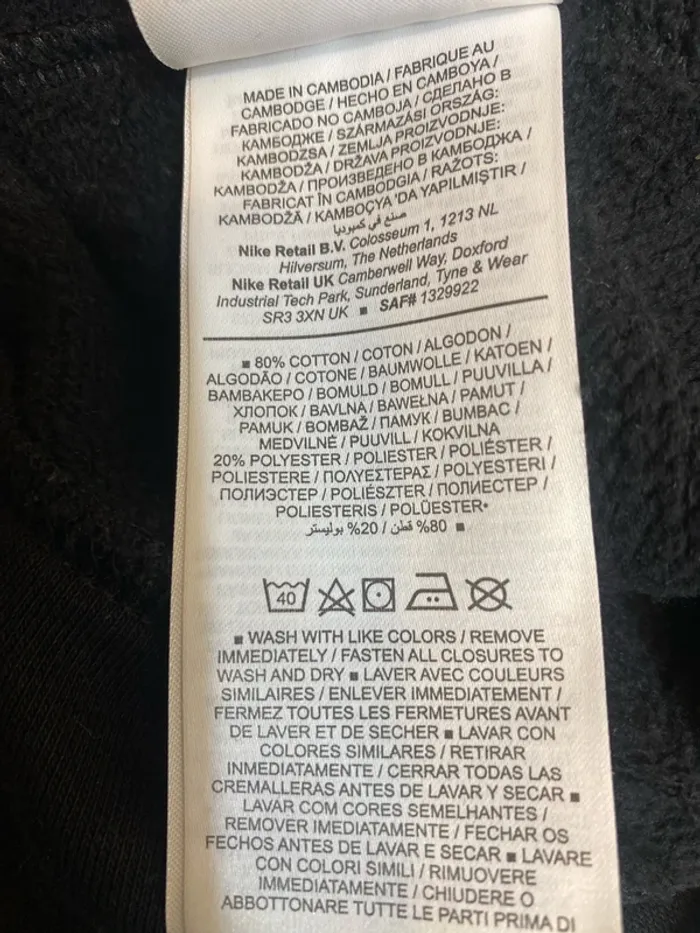 MADE IN CAMBODIA / FABRIQUE AU
CAMBODGE / HECHO EN CAMBOYA /
FABRICADO NO CAMBOJA / СДЕЛАНО В
КАМБОДЖЕ / SZÁRMAZÁSI ORSZÁG:
KAMBODZSA / ZEMLJA PROIZVODNJE:
KAMBODŽA / DRŽAVA PROIZVODNJE:
KAMBODŽA / ПРОИЗВЕДЕНО В КАМБОДЖА /
FABRICAT ÎN CAMBODGIA / RAŽOTS:
KAMBODŽĀ / KAMBOÇYA 'DA YAPILMIŞTIR /
صنع في كمبوديا
Nike Retail B.V. Colosseum 1, 1213 NL
Hilversum, The Netherlands
Nike Retail UK Camberwell Way, Doxford
Industrial Tech Park, Sunderland, Tyne & Wear
SR3 3XN UK ■ SAF# 1329922
■ 80% COTTON / COTON / ALGODON /
ALGODÃO / COTONE / BAUMWOLLE / KATOEN /
ΒΑΜΒΑΚΕΡΟ / BOMULD / BOMULL / PUUVILLA /
ХЛОПОК / BAVLNA / BAWEŁNA / PAMUT /
PAMUK / BOMBAŽ / ПАМУК / BUMBAC /
MEDVILNĖ / PUUVILL / KOKVILNA
20% POLYESTER / POLIESTER / POLIÉSTER /
POLIESTERE / ΠΟΛΥΕΣΤΕΡΑΣ / POLYESTERI /
ПОЛИЭСТЕР / POLIÉSZTER / ПОЛИЕСТЕР /
POLIESTERIS / POLÜESTER*
80% قطن / 20% بوليستر ■
40
■ WASH WITH LIKE COLORS / REMOVE
IMMEDIATELY / FASTEN ALL CLOSURES TO
WASH AND DRY ■ LAVER AVEC COULEURS
SIMILAIRES / ENLEVER IMMEDIATEMENT /
FERMEZ TOUTES LES FERMETURES AVANT
DE LAVER ET DE SECHER ■ LAVAR CON
COLORES SIMILARES / RETIRAR
INMEDIATAMENTE / CERRAR TODAS LAS
CREMALLERAS ANTES DE LAVAR Y SECAR ■
LAVAR COM CORES SEMELHANTES /
REMOVER IMEDIATAMENTE / FECHAR OS
FECHOS ANTES DE LAVAR E SECAR ■ LAVARE
CON COLORI SIMILI / RIMUOVERE
IMMEDIATAMENTE / CHIUDERE O
ABBOTTONARE TUTTE LE PARTI PRIMA DI